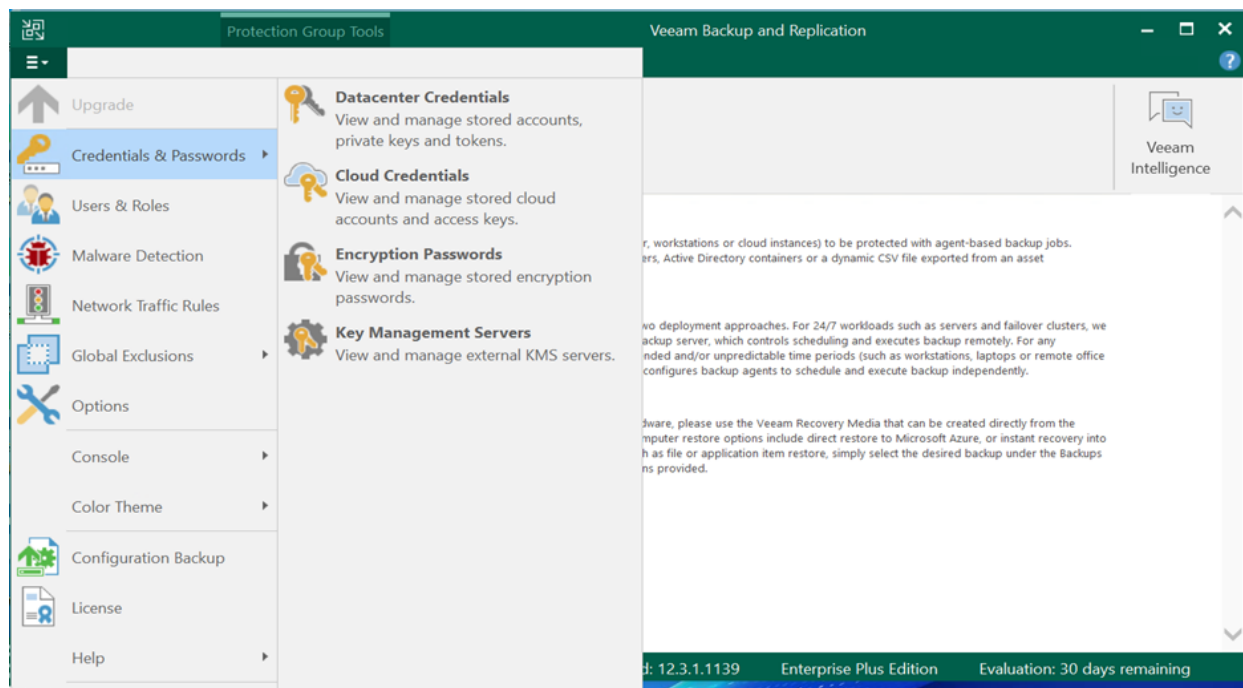 Protection Group Tools
Veeam Backup and Replication
Upgrade
Credentials & Passwords
Users & Roles
Malware Detection
Network Traffic Rules
Global Exclusions
Options
Console
Color Theme
Configuration Backup
License
Help
Datacenter Credentials
View and manage stored accounts,
private keys and tokens.
Cloud Credentials
View and manage stored cloud
accounts and access keys.
Encryption Passwords
View and manage stored encryption
passwords.
Key Management Servers
View and manage external KMS servers.
?
Veeam
Intelligence
r, workstations or cloud instances) to be protected with agent-based backup jobs.
ers, Active Directory containers or a dynamic CSV file exported from an asset
wo deployment approaches. For 24/7 workloads such as servers and failover clusters, we
ackup server, which controls scheduling and executes backup remotely. For any
nded and/or unpredictable time periods (such as workstations, laptops or remote office
configures backup agents to schedule and execute backup independently.
dware, please use the Veeam Recovery Media that can be created directly from the
mputer restore options include direct restore to Microsoft Azure, or instant recovery into
h as file or application item restore, simply select the desired backup under the Backups
ns provided.
d: 12.3.1.1139
Enterprise Plus Edition
Evaluation: 30 days remaining